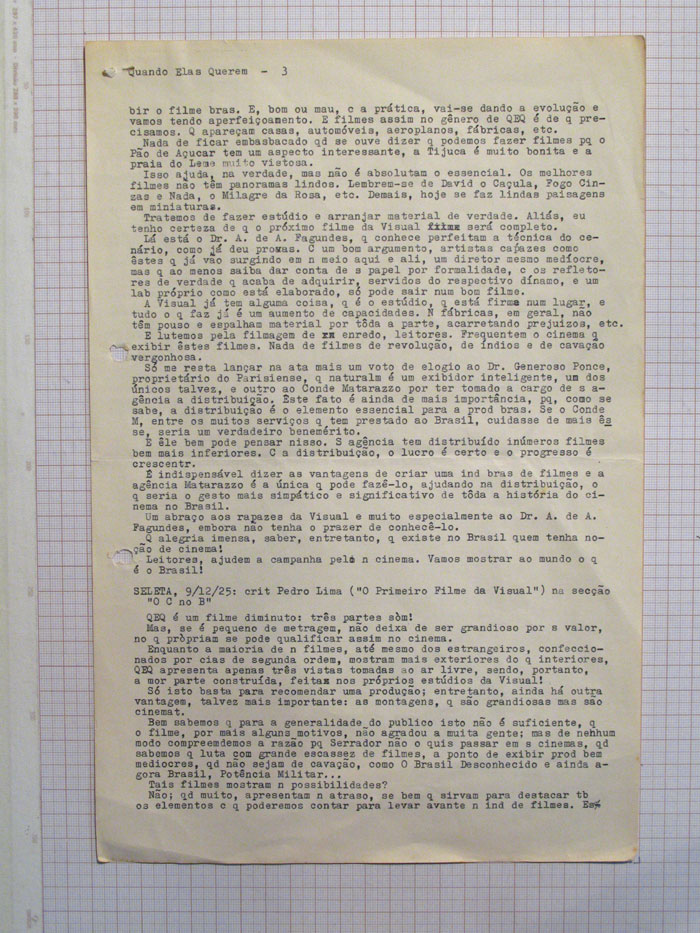 Quando Elas Querem - 3
bir o filme bras. E, bom ou mau, c a prática, vai-se dando a evolução e
vamos tendo aperfeiçoamento. E filmes assim no gênero de QEQ é de q pre-
cisamos. Q apareçam casas, automóveis, aeroplanos, fábricas, etc.
Nada de ficar embasbacado qd se ouve dizer q podemos fazer filmes pq o
Pão de Açucar tem um aspecto interessante, a Tijuca é muito bonita e a
praia do Leme muito vistosa.
Isso ajuda, na verdade, mas não é absolutam o essencial. Os melhores
filmes não têm panoramas lindos. Lembrem-se de David o Caçula, Fogo Cin-
zas e Nada, o Milagre da Rosa, etc. Demais, hoje se faz lindas paisagens
em miniaturas.
Tratemos de fazer estúdio e arranjar material de verdade. Aliás, eu
tenho certeza de q o próximo filme da Visual será completo.
Lá está o Dr. A. de A. Fagundes, q conhece perfeitam a técnica do ce-
nário, como já deu provas. C um bom argumento, artistas capazes como
êstes q já vão surgindo em n meio aqui e ali, um diretor mesmo medíocre,
mas q ao menos saiba dar conta de s papel por formalidade, c os refleto-
res de verdade q acaba de adquirir, servidos do respectivo dínamo, e um
lab próprio como está elaborado, só pode sair num bom filme.
A Visual já tem alguma coisa, q é o estúdio, q está firma num lugar, e
tudo o q faz já é um aumento de capacidades. N fábricas, em geral, não
têm pouso e espalham material por tôda a parte, acarretando prejuizos, etc.
E lutemos pela filmagem de enredo, leitores. Frequentem o cinema q
exibir êstes filmes. Nada de filmes de revolução, de índios e de cavação
vergonhosa.
Só me resta lançar na ata mais um voto de elogio ao Dr. Generoso Ponce,
proprietário do Parisiense, q naturalm é um exibidor inteligente, um dos
únicos talvez, e outro ao Conde Matarazzo por ter tomado a cargo de s a-
gência a distribuição. Êste fato é ainda de mais importância, pq, como se
sabe, a distribuição é o elemento essencial para a prod bras. Se o Conde
M, entre os muitos serviços q tem prestado ao Brasil, cuidasse de mais ês
se, seria um verdadeiro benemérito.
E êle bem pode pensar nisso. S agência tem distribuído inúmeros filmes
bem mais inferiores. C a distribuição, o lucro é certo e o progresso é
crescentr.
É indispensável dizer as vantagens de criar uma ind bras de filmes e a
agência Matarazzo é a única q pode fazê-lo, ajudando na distribuição, o
q seria o gesto mais simpático e significativo de tôda a história do ci-
nema no Brasil.
Um abraço aos rapazes da Visual e muito especialmente ao Dr. A. de A.
Fagundes, embora não tenha o prazer de conhecê-lo.
Q alegria imensa, saber, entretanto, q existe no Brasil quem tenha no-
ção de cinema!
Leitores, ajudem a campanha pelo n cinema. Vamos mostrar ao mundo o q
é o Brasil!
SELETA, 9/12/25: crit Pedro Lima ("O Primeiro Filme da Visual") na secção
"O C no B"
QEQ é um filme diminuto: três partes sòm!
Mas, se é pequeno de metragem, não deixa de ser grandioso por s valor,
no q pròpriam se pode qualificar assim no cinema.
Enquanto a maioria de n filmes, até mesmo dos estrangeiros, confeccio-
nados por cias de segunda ordem, mostram mais exteriores do q interiores,
QEQ apresenta apenas três vistas tomadas ao ar livre, sendo, portanto,
a mor parte construída, feita nos próprios estúdios da Visual!
Só isto basta para recomendar uma produção; entretanto, ainda há outra
vantagem, talvez mais importante: as montagens, q são grandiosas mas são
cinemat.
Bem sabemos q para a generalidade do publico isto não é suficiente, q
o filme, por mais alguns motivos, não agradou a muita gente; mas de nenhum
modo compreemdemos a razão pq Serrador não o quis passar em s cinemas, qd
sabemos q luta com grande escassez de filmes, a ponto de exibir prod bem
mediocres, qd não sejam de cavação, como O Brasil Desconhecido e ainda a-
gora Brasil, Potência Militar...
Tais filmes mostram n possibilidades?
Não; qd muito, apresentam n atraso, se bem q sirvam para destacar tb
os elementos c q poderemos contar para levar avante n ind de filmes. Es